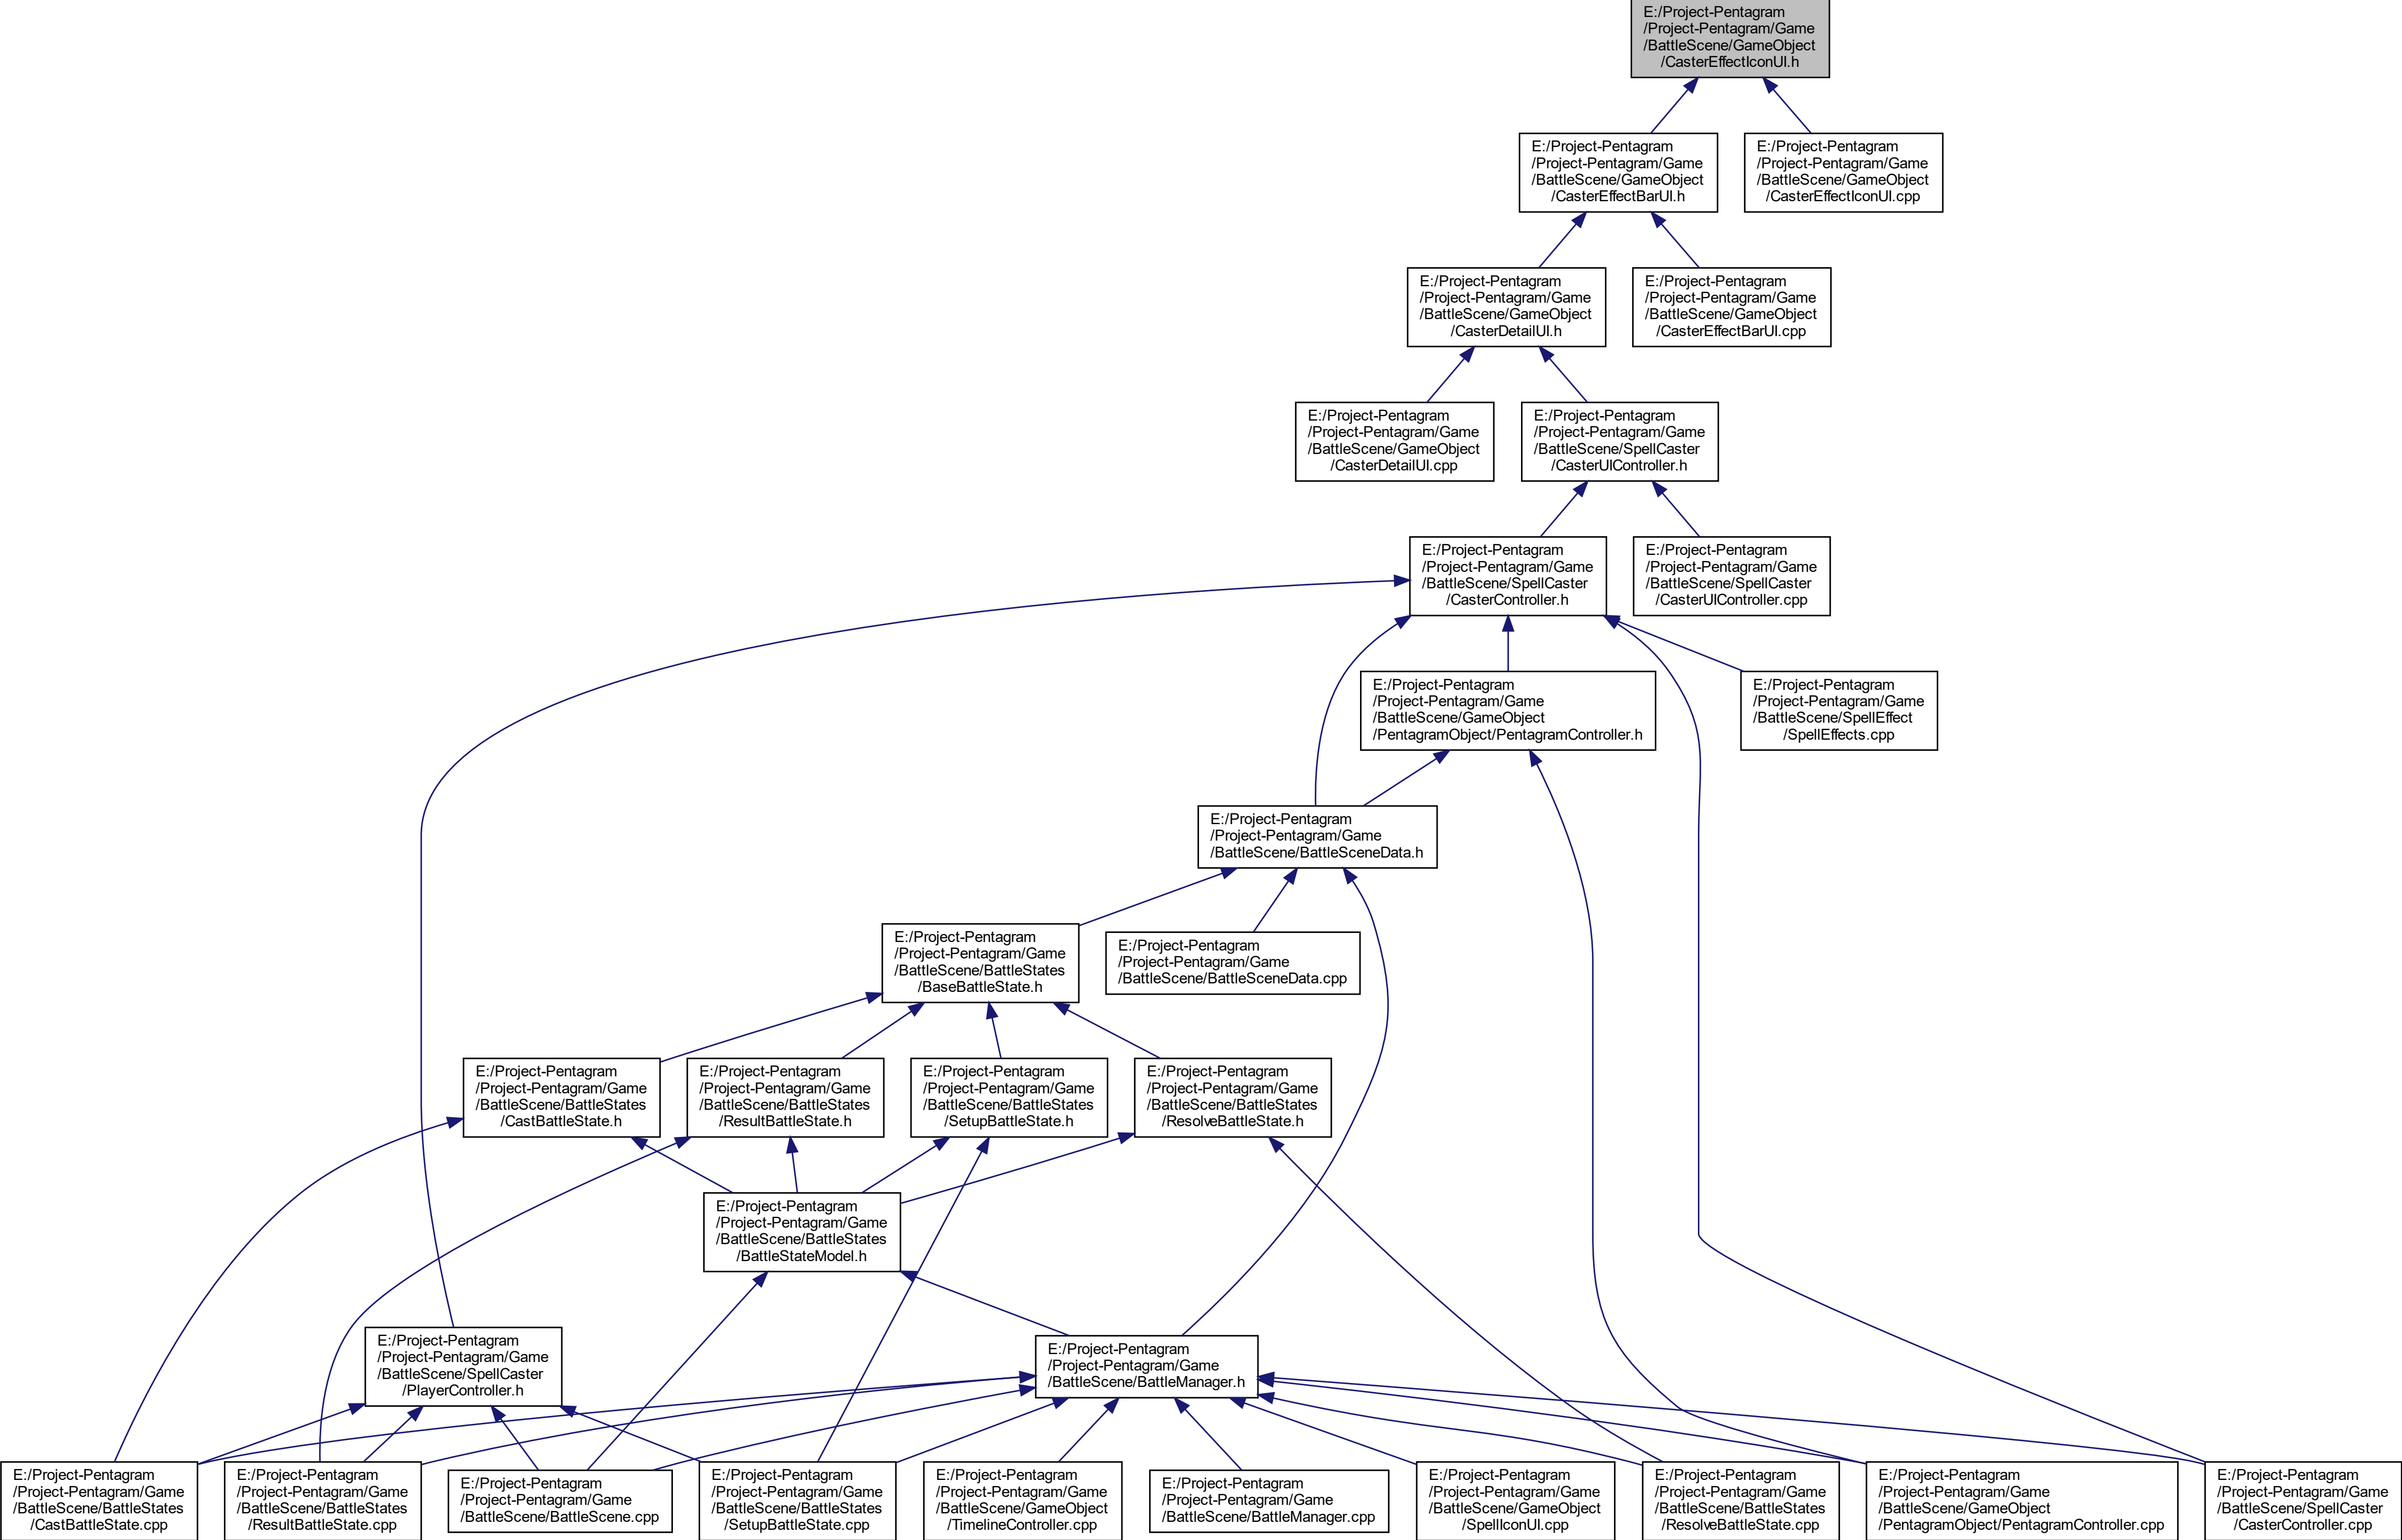 E:/Project-Pentagram
/Project-Pentagram/Game
/BattleScene/GameObject
/CasterEffectIconUI.h
E:/Project-Pentagram
/Project-Pentagram/Game
/BattleScene/GameObject
/CasterEffectBarUI.h
E:/Project-Pentagram
/Project-Pentagram/Game
/BattleScene/GameObject
/CasterEffectIconUI.cpp
E:/Project-Pentagram
/Project-Pentagram/Game
/BattleScene/GameObject
/CasterDetailUI.h
E:/Project-Pentagram
/Project-Pentagram/Game
/BattleScene/GameObject
/CasterEffectBarUI.cpp
E:/Project-Pentagram
/Project-Pentagram/Game
/BattleScene/GameObject
/CasterDetailUI.cpp
E:/Project-Pentagram
/Project-Pentagram/Game
/BattleScene/SpellCaster
/CasterUIController.h
E:/Project-Pentagram
/Project-Pentagram/Game
/BattleScene/SpellCaster
/CasterController.h
E:/Project-Pentagram
/Project-Pentagram/Game
/BattleScene/SpellCaster
/CasterUIController.cpp
E:/Project-Pentagram
/Project-Pentagram/Game
/BattleScene/GameObject
/PentagramObject/PentagramController.h
E:/Project-Pentagram
/Project-Pentagram/Game
/BattleScene/SpellEffect
/SpellEffects.cpp
E:/Project-Pentagram
/Project-Pentagram/Game
/BattleScene/BattleSceneData.h
E:/Project-Pentagram
/Project-Pentagram/Game
/BattleScene/BattleStates
/BaseBattleState.h
E:/Project-Pentagram
/Project-Pentagram/Game
/BattleScene/BattleSceneData.cpp
E:/Project-Pentagram
/Project-Pentagram/Game
/BattleScene/BattleStates
/CastBattleState.h
E:/Project-Pentagram
/Project-Pentagram/Game
/BattleScene/BattleStates
/ResultBattleState.h
E:/Project-Pentagram
/Project-Pentagram/Game
/BattleScene/BattleStates
/SetupBattleState.h
E:/Project-Pentagram
/Project-Pentagram/Game
/BattleScene/BattleStates
/ResolveBattleState.h
E:/Project-Pentagram
/Project-Pentagram/Game
/BattleScene/BattleStates
/BattleStateModel.h
E:/Project-Pentagram
/Project-Pentagram/Game
/BattleScene/SpellCaster
/PlayerController.h
E:/Project-Pentagram
/Project-Pentagram/Game
/BattleScene/BattleManager.h
E:/Project-Pentagram
/Project-Pentagram/Game
/BattleScene/BattleStates
/CastBattleState.cpp
E:/Project-Pentagram
/Project-Pentagram/Game
/BattleScene/BattleStates
/ResultBattleState.cpp
E:/Project-Pentagram
/Project-Pentagram/Game
/BattleScene/BattleScene.cpp
E:/Project-Pentagram
/Project-Pentagram/Game
/BattleScene/BattleStates
/SetupBattleState.cpp
E:/Project-Pentagram
/Project-Pentagram/Game
/BattleScene/GameObject
/TimelineController.cpp
E:/Project-Pentagram
/Project-Pentagram/Game
/BattleScene/BattleManager.cpp
E:/Project-Pentagram
/Project-Pentagram/Game
/BattleScene/GameObject
/SpellIconUI.cpp
E:/Project-Pentagram
/Project-Pentagram/Game
/BattleScene/BattleStates
/ResolveBattleState.cpp
E:/Project-Pentagram
/Project-Pentagram/Game
/BattleScene/GameObject
/PentagramObject/PentagramController.cpp
E:/Project-Pentagram
/Project-Pentagram/Game
/BattleScene/SpellCaster
/CasterController.cpp